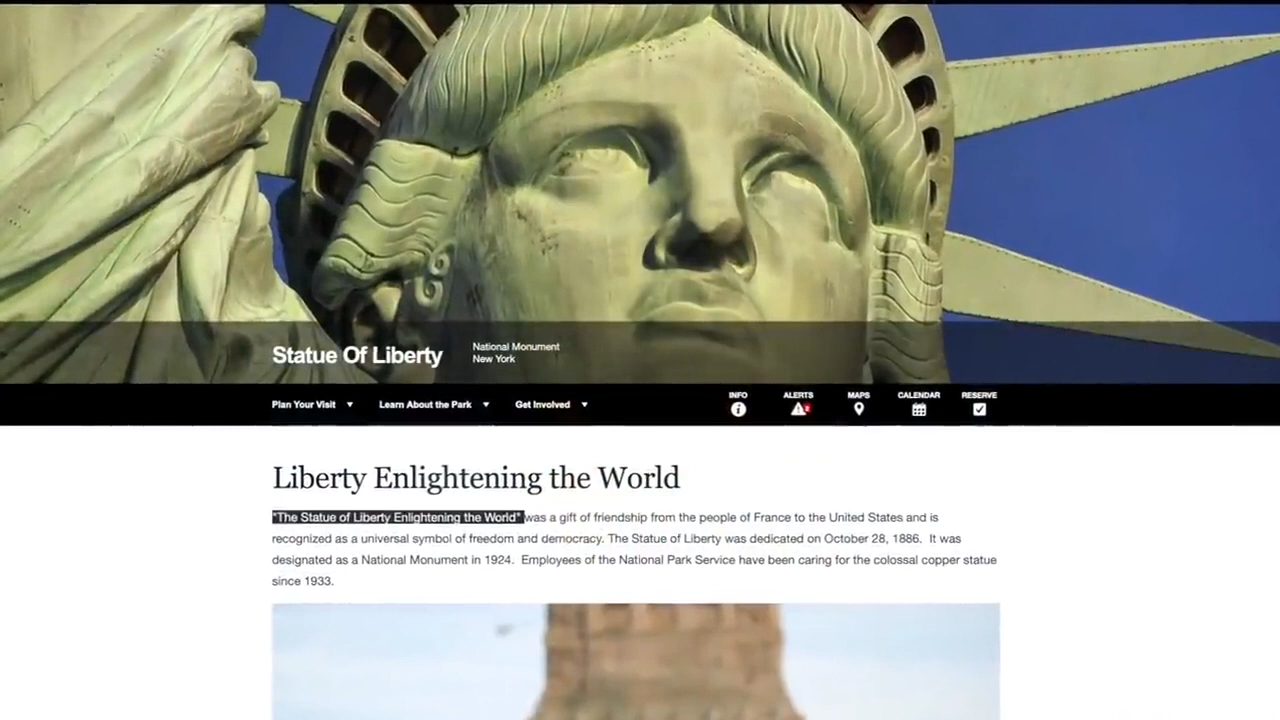 Statue Of Liberty
National Monument
New York
Plan Your Visit
Learn About the Park
Get Involved
INFO
ALERTS
2
MAPS
CALENDAR
RESERVE
Liberty Enlightening the World
"The Statue of Liberty Enlightening the World" was a gift of friendship from the people of France to the United States and is
recognized as a universal symbol of freedom and democracy. The Statue of Liberty was dedicated on October 28, 1886. It was
designated as a National Monument in 1924. Employees of the National Park Service have been caring for the colossal copper statue
since 1933.